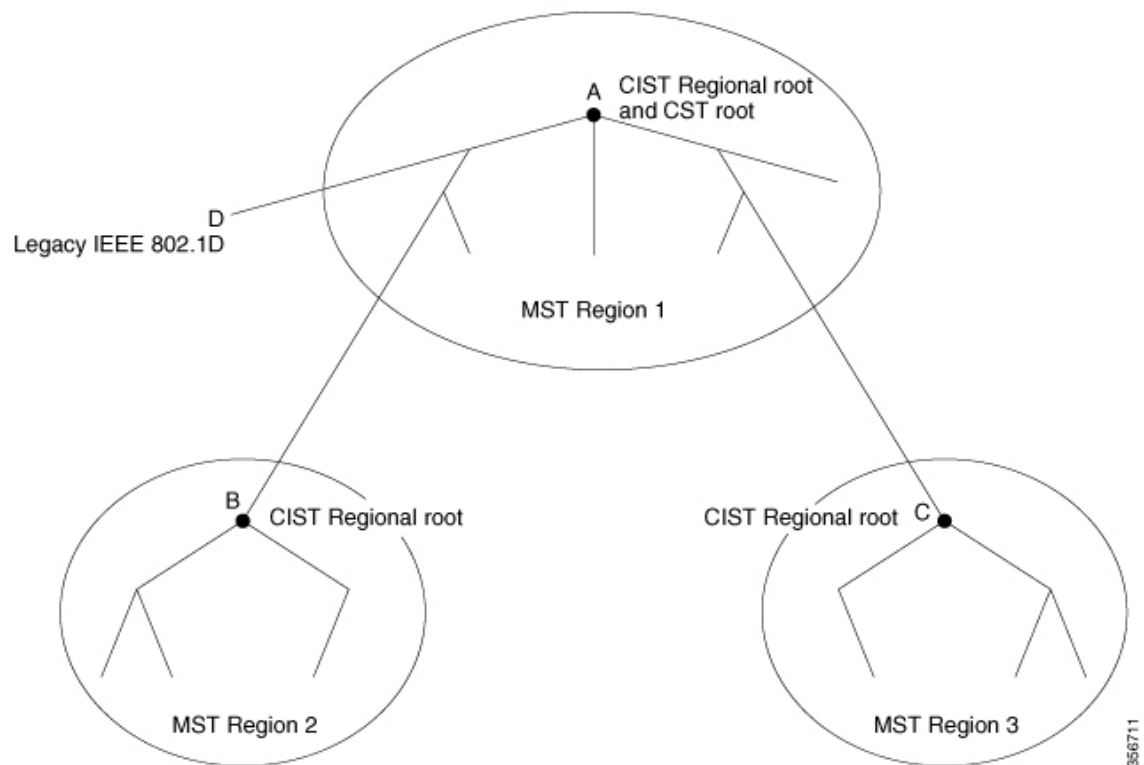 A
CIST Regional root
and CST root
D
Legacy IEEE 802.1D
MST Region 1
B
CIST Regional root
CIST Regional root
C
MST Region 2
MST Region 3
356711